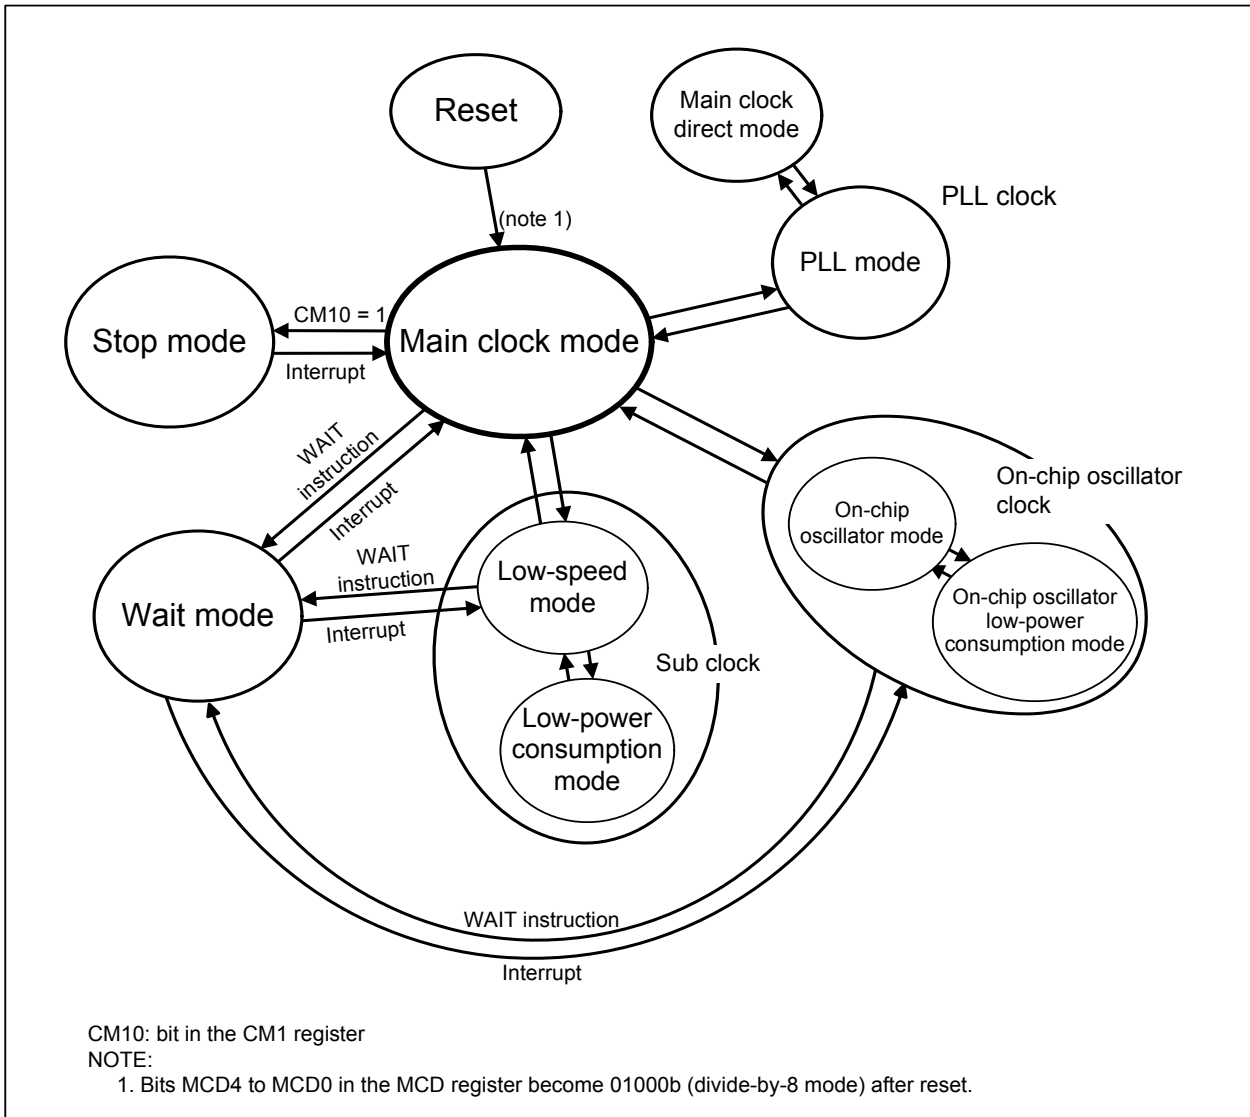 Reset
Main clock
direct mode
PLL clock
(note 1)
PLL mode
CM10 = 1
Stop mode
Main clock mode
Interrupt
WAIT
instruction
Interrupt
On-chip oscillator
clock
On-chip
oscillator mode
WAIT
instruction
Low-speed
mode
On-chip oscillator
low-power
consumption mode
Wait mode
Interrupt
Sub clock
Low-power
consumption
mode
WAIT instruction
Interrupt
CM10: bit in the CM1 register
NOTE:
1. Bits MCD4 to MCD0 in the MCD register become 01000b (divide-by-8 mode) after reset.